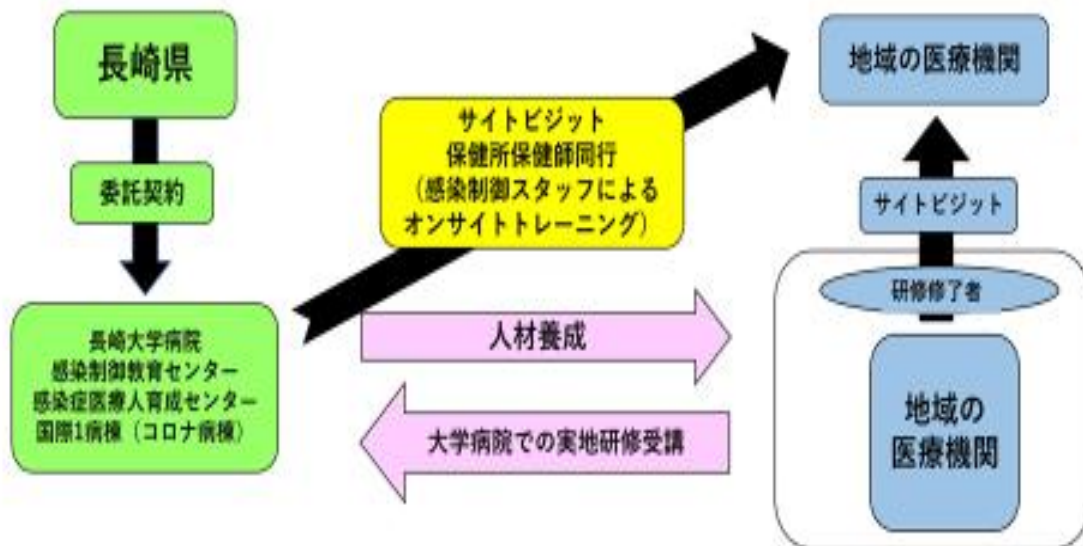 長崎県
委託契約
長崎大学病院
感染制御教育センター
感染症医療人育成センター
国際1病棟（コロナ病棟）
サイトビジット
保健所保健師同行
（感染制御スタッフによる
オンサイトトレーニング）
人材養成
大学病院での実地研修受講
地域の医療機関
サイトビジット
研修修了者
地域の
医療機関